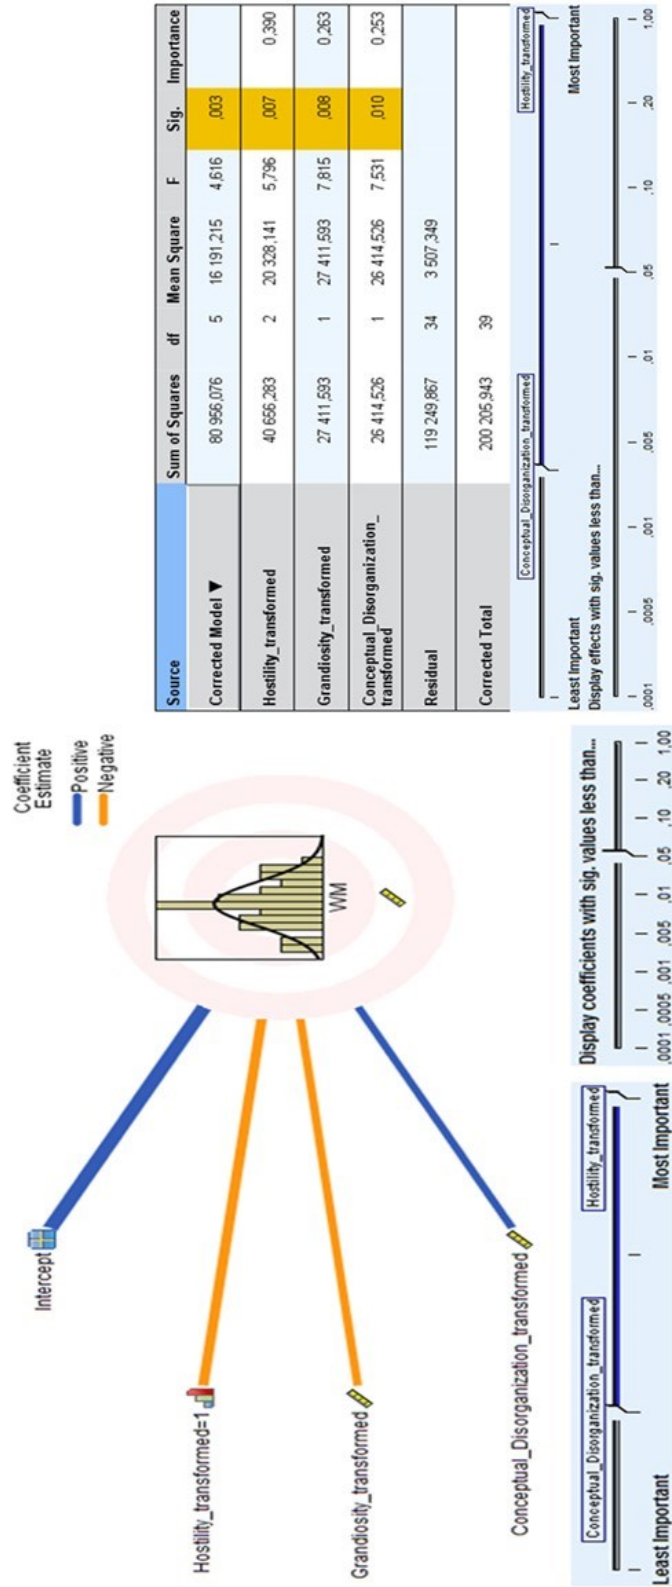 Coefficient
Estimate
Positive
Negative
Intercept
Hostility_transformed=1
Grandiosity_transformed
Conceptual_Disorganization_transformed
WM
Conceptual_Disorganization_transformed
Hostility_transformed
Least Important
Most Important
Display coefficients with sig. values less than...
,0001 ,0005 ,001 ,005 ,01 ,05 ,10 ,20 1,00
Source Sum of Squares df Mean Square F Sig. Importance
Corrected Model ▼ 80 956,076 5 16 191,215 4,616 ,003
Hostility_transformed 40 656,283 2 20 328,141 5,796 ,007 0,390
Grandiosity_transformed 27 411,593 1 27 411,593 7,815 ,008 0,263
Conceptual_Disorganization_
transformed 26 414,526 1 26 414,526 7,531 ,010 0,253
Residual 119 249,867 34 3 507,349
Corrected Total 200 205,943 39
Conceptual_Disorganization_transformed
Hostility_transformed
Least Important
Most Important
Display effects with sig. values less than...
,0001 ,0005 ,001 ,005 ,01 ,05 ,10 ,20 1,00